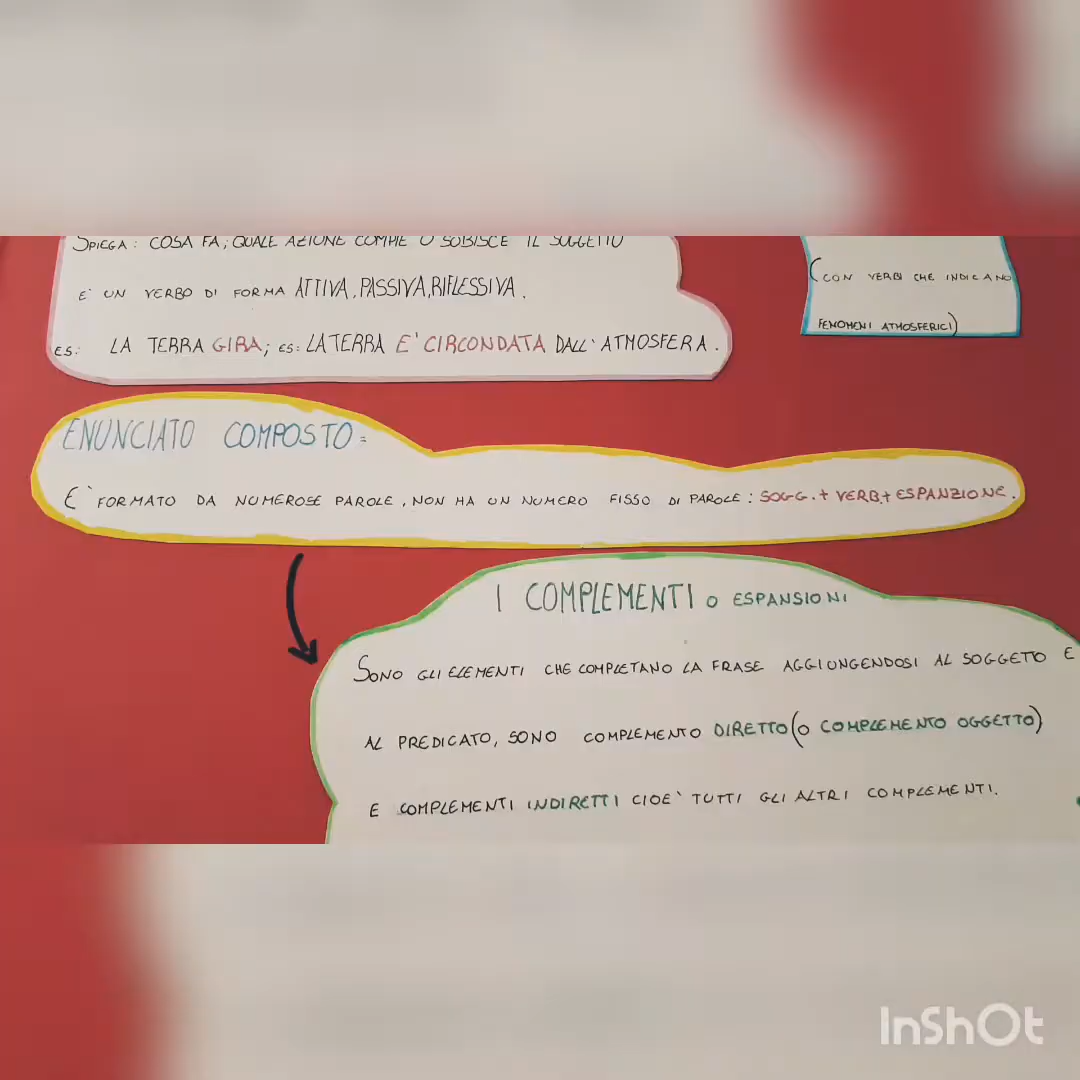 SPIEGA: COSA FA; QUALE AZIONE COMPIE O SUBISCE IL SOGGETTO
E' UN VERBO DI FORMA ATTIVA, PASSIVA, RIFLESSIVA.
ES: LA TERRA GIRA; ES: LA TERRA E' CIRCONDATA DALL'ATMOSFERA.
(CON VERBI CHE INDICANO
FENOMENI ATMOSFERICI)
ENUNCIATO COMPOSTO=
E' FORMATO DA NUMEROSE PAROLE, NON HA UN NUMERO FISSO DI PAROLE: SOGG.+ VERB.+ ESPANZIONE.
I COMPLEMENTI O ESPANSIONI
SONO GLI ELEMENTI CHE COMPLETANO LA FRASE AGGIUNGENDOSI AL SOGGETO E
AL PREDICATO, SONO COMPLEMENTO DIRETTO (O COMPLEMENTO OGGETTO)
E COMPLEMENTI INDIRETTI CIOE' TUTTI GLI ALTRI COMPLEMENTI.
InShOt